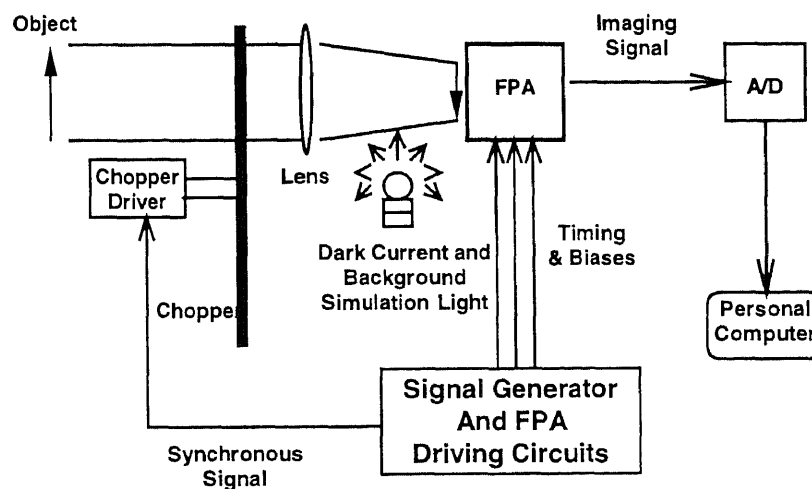 Object
Imaging
Signal
FPA
A/D
Chopper
Driver
Lens
Dark Current and
Background
Simulation Light
Timing
& Biases
Chopper
Personal
Computer
Signal Generator
And FPA
Driving Circuits
Synchronous
Signal